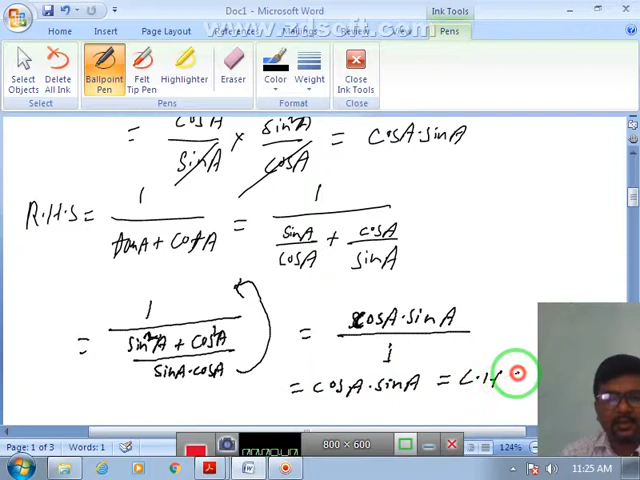 Doc1 - Microsoft Word
Ink Tools
Home Insert Page Layout References Mailings Review View Pens
www.zdsoft.com
Select Objects
Delete All Ink
Ballpoint Pen
Felt Tip Pen
Highlighter
Eraser
Color
Weight
Close Ink Tools
Select Pens Format Close
= cosA/sinA × sin²A/cosA = cosA·sinA
R.H.S = 1/(tanA + cotA) = 1/(sinA/cosA + cosA/sinA)
= 1/((sin²A + cos²A)/(sinA·cosA)) = cosA·sinA/1
= cosA·sinA = L.H
800 × 600
Page: 1 of 3
124%
11:25 AM